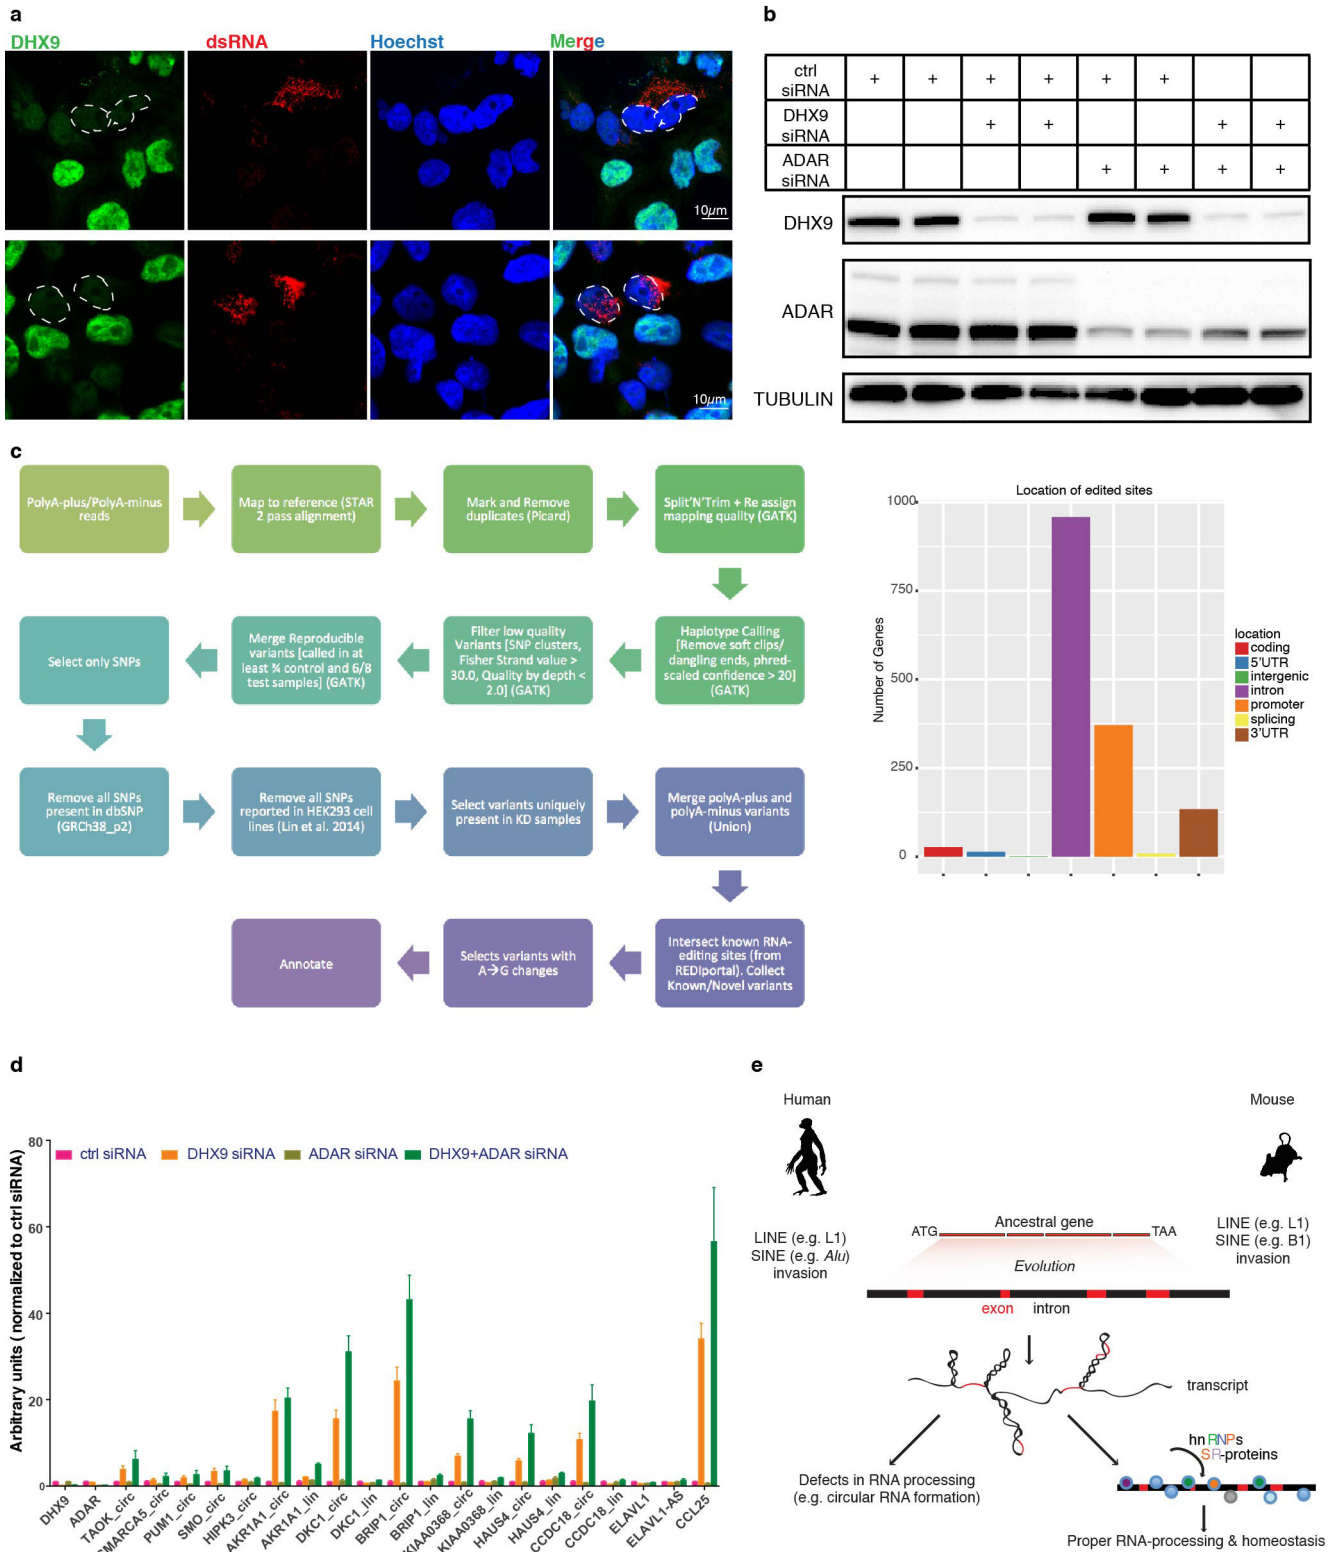 a
DHX9
dsRNA
Hoechst
Merge
10µm
10µm
b
ctrl
siRNA
+ + + + + +
DHX9
siRNA
+ + + +
ADAR
siRNA
+ + + +
DHX9
ADAR
TUBULIN
c
PolyA-plus/PolyA-minus
reads
Map to reference (STAR
2 pass alignment)
Mark and Remove
duplicates (Picard)
Split'N'Trim + Re assign
mapping quality (GATK)
Haplotype Calling
[Remove soft clips/
dangling ends, phred-
scaled confidence > 20]
(GATK)
Filter low quality
Variants [SNP clusters,
Fisher Strand value >
30.0, Quality by depth <
2.0] (GATK)
Merge Reproducible
variants [called in at
least ¾ control and 6/8
test samples] (GATK)
Select only SNPs
Remove all SNPs
present in dbSNP
(GRCh38_p2)
Remove all SNPs
reported in HEK293 cell
lines (Lin et al. 2014)
Select variants uniquely
present in KD samples
Merge polyA-plus and
polyA-minus variants
(Union)
Intersect known RNA-
editing sites (from
REDIportal). Collect
Known/Novel variants
Selects variants with
A→G changes
Annotate
Location of edited sites
Number of Genes
1000
750
500
250
0
location
coding
5'UTR
intergenic
intron
promoter
splicing
3'UTR
d
Arbitrary units ( normalized to ctrl siRNA)
80
60
40
20
0
ctrl siRNA
DHX9 siRNA
ADAR siRNA
DHX9+ADAR siRNA
DHX9
ADAR
TAOK_circ
SMARCA5_circ
PUM1_circ
SMO_circ
HIPK3_circ
AKR1A1_circ
AKR1A1_lin
DKC1_circ
DKC1_lin
BRIP1_circ
BRIP1_lin
KIAA0368_circ
KIAA0368_lin
HAUS4_circ
HAUS4_lin
CCDC18_circ
CCDC18_lin
ELAVL1
ELAVL1-AS
CCL25
e
Human
Mouse
LINE (e.g. L1)
SINE (e.g. Alu)
invasion
LINE (e.g. L1)
SINE (e.g. B1)
invasion
ATG
Ancestral gene
TAA
Evolution
exon
intron
transcript
hnRNPs
SR-proteins
Defects in RNA processing
(e.g. circular RNA formation)
Proper RNA-processing & homeostasis